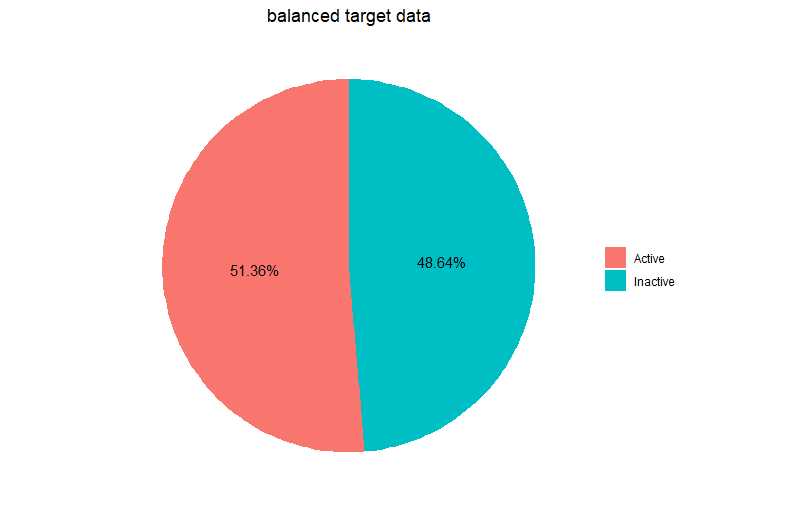 balanced target data
51.36%
48.64%
Active
Inactive